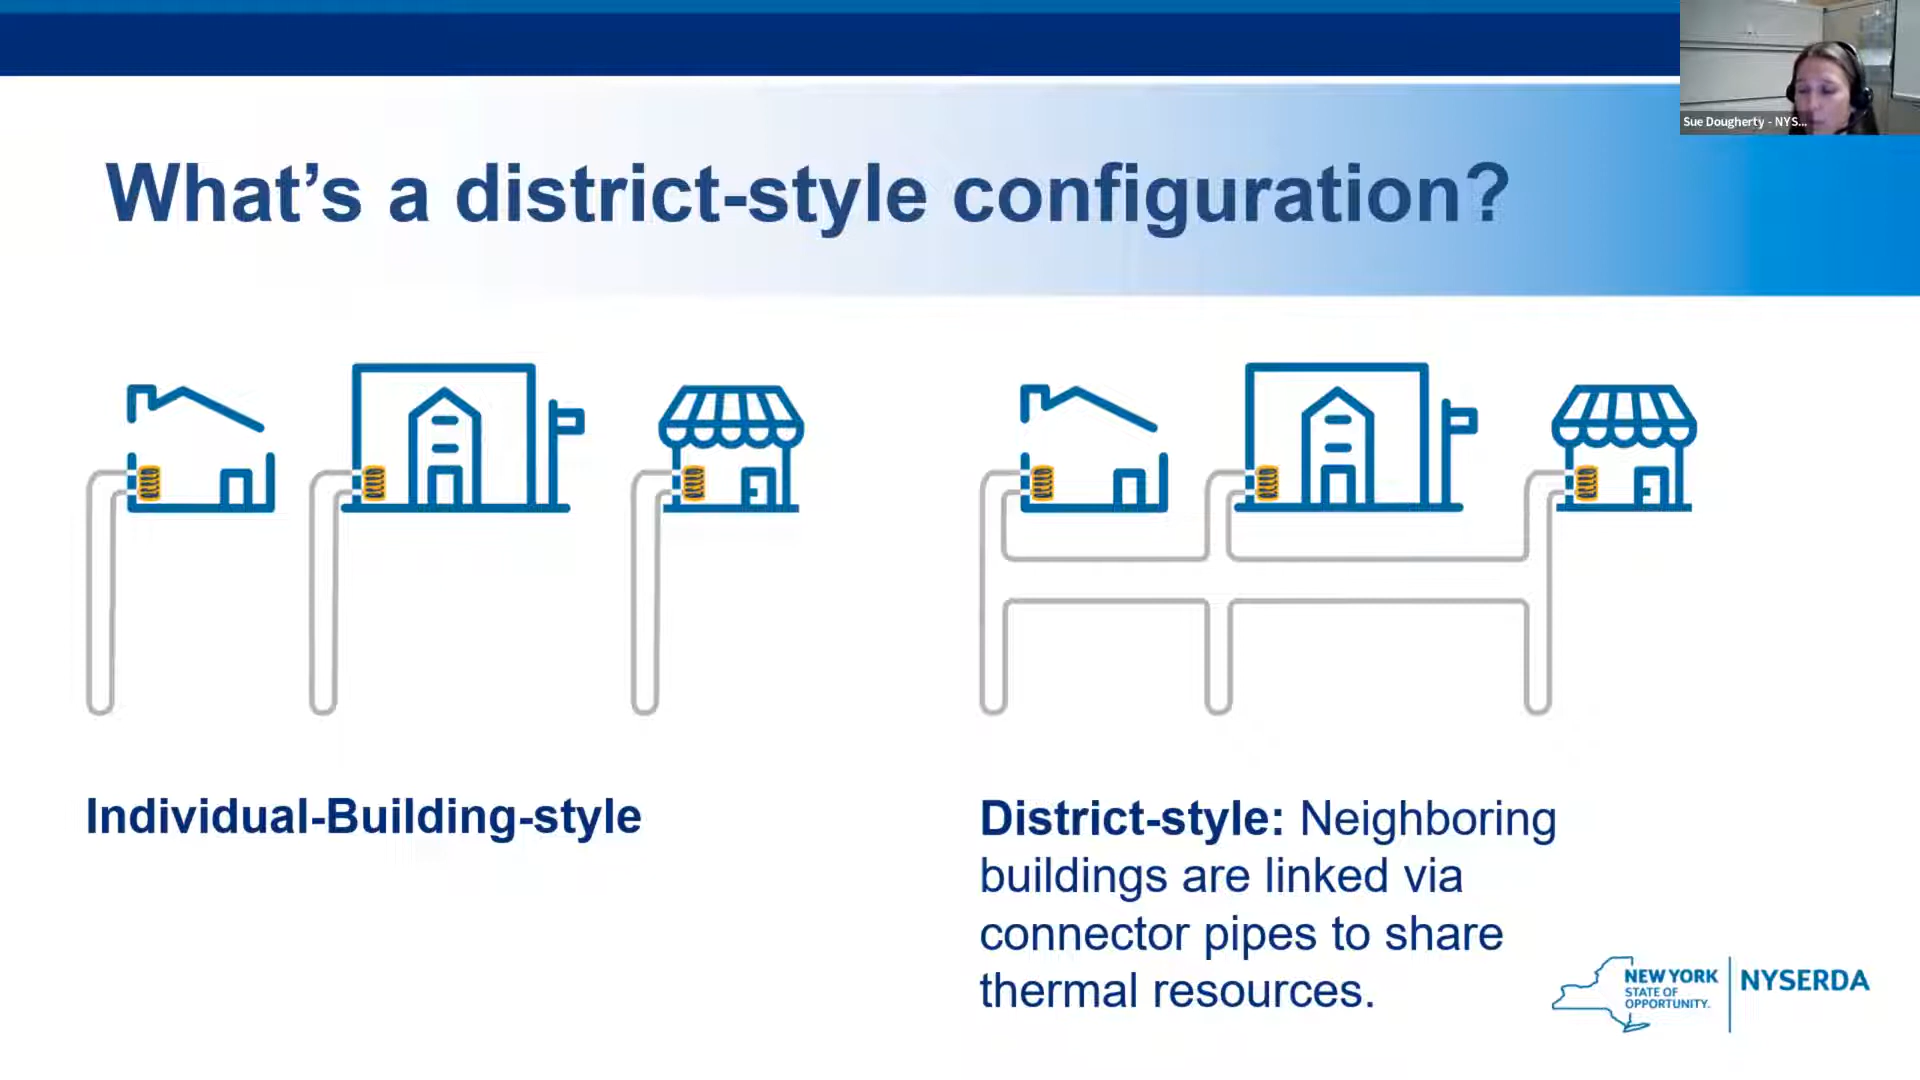 Sue Dougherty - NYS...
What's a district-style configuration?
Individual-Building-style
District-style: Neighboring
buildings are linked via
connector pipes to share
thermal resources.
NEW YORK
STATE OF
OPPORTUNITY.
NYSERDA